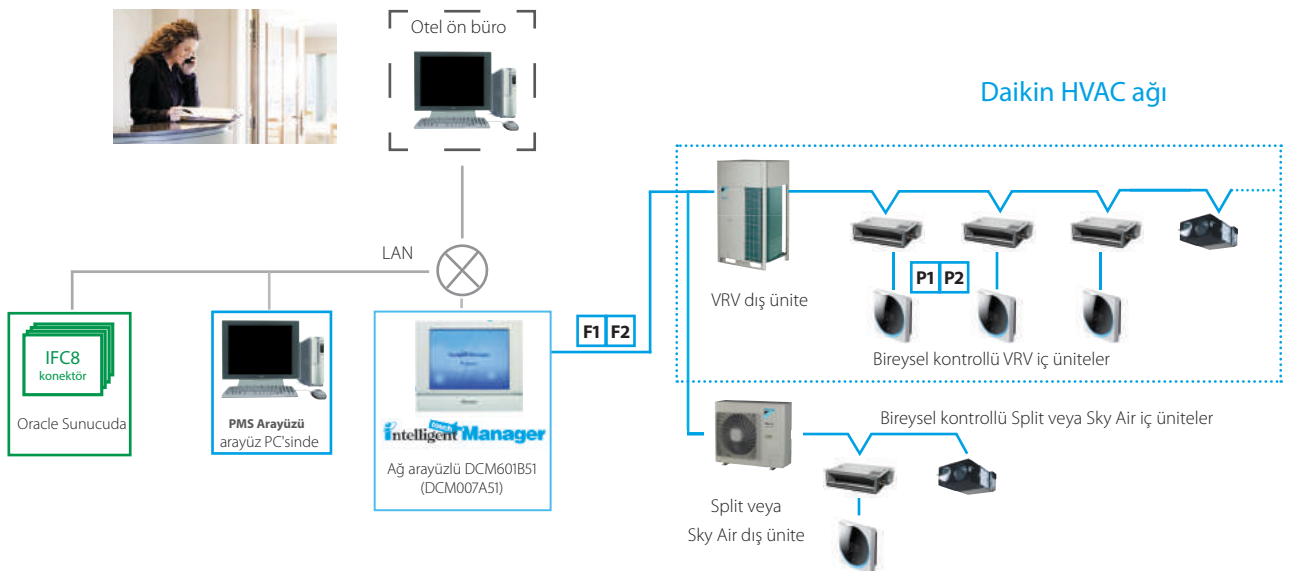 Otel ön büro
Daikin HVAC ağı
LAN
VRV dış ünite
P1 P2
F1 F2
Bireysel kontrollü VRV iç üniteler
IFC8
konektör
Oracle Sunucuda
PMS Arayüzü
arayüz PC'sinde
intelligent Manager
Ağ arayüzlü DCM601B51
(DCM007A51)
Bireysel kontrollü Split veya Sky Air iç üniteler
Split veya
Sky Air dış ünite